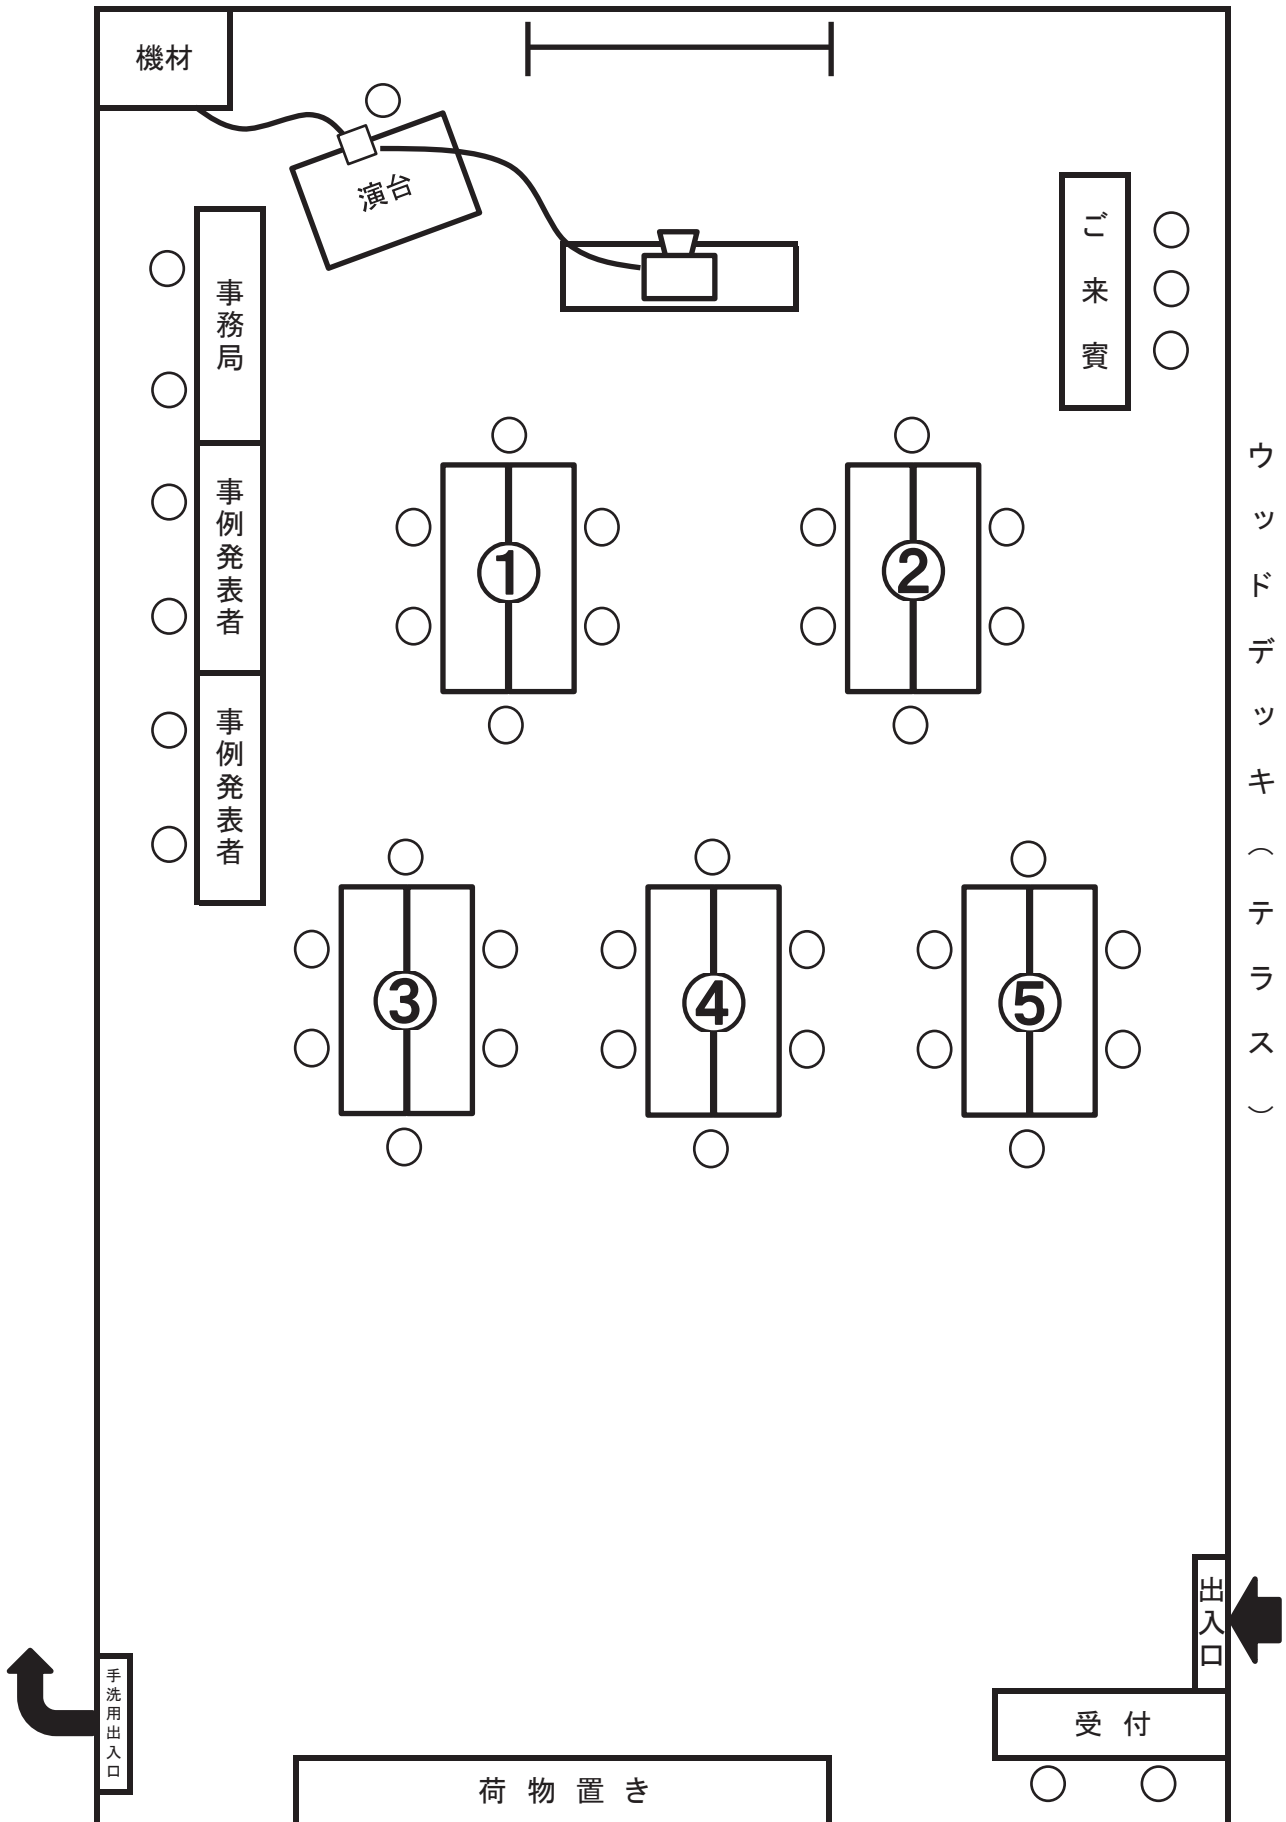 機材
演台
事務局
事例発表者
事例発表者
ご来賓
①
②
③
④
⑤
ウッドデッキ（テラス）
出入口
受付
手洗用出入口
荷物置き